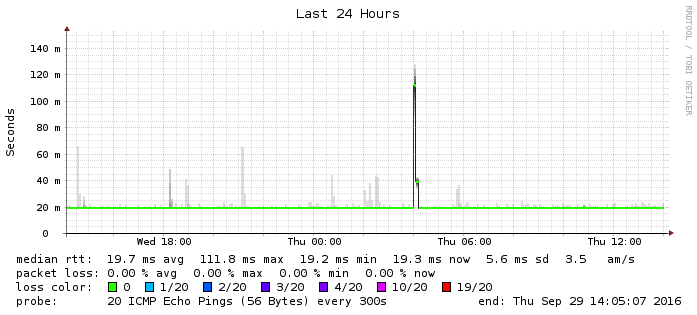 Last 24 Hours
RRDTOOL / TOBI OETIKER
Seconds
140 m
120 m
100 m
80 m
60 m
40 m
20 m
0
Wed 18:00 Thu 00:00 Thu 06:00 Thu 12:00
median rtt: 19.7 ms avg 111.8 ms max 19.2 ms min 19.3 ms now 5.6 ms sd 3.5 am/s
packet loss: 0.00 % avg 0.00 % max 0.00 % min 0.00 % now
loss color: 0 1/20 2/20 3/20 4/20 10/20 19/20
probe: 20 ICMP Echo Pings (56 Bytes) every 300s end: Thu Sep 29 14:05:07 2016